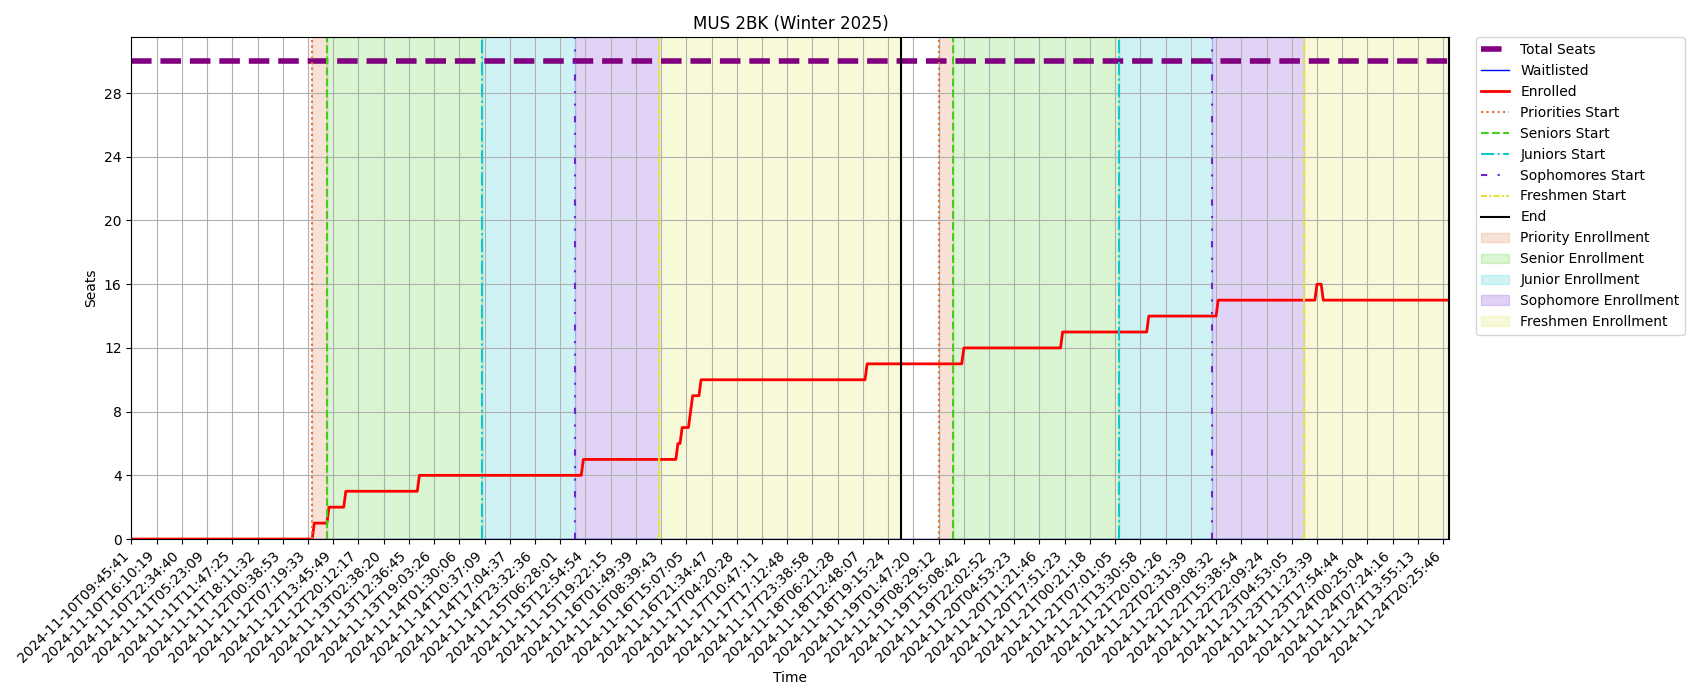 MUS 2BK (Winter 2025)
Seats
28
24
20
16
12
8
4
0
2024-11-10T09:45:41
2024-11-10T16:10:19
2024-11-10T22:34:40
2024-11-11T05:23:09
2024-11-11T11:47:25
2024-11-11T18:11:32
2024-11-12T00:38:53
2024-11-12T07:19:33
2024-11-12T13:45:49
2024-11-12T20:12:17
2024-11-13T02:38:20
2024-11-13T12:36:45
2024-11-13T19:03:26
2024-11-14T01:30:06
2024-11-14T10:37:09
2024-11-14T17:04:37
2024-11-14T23:32:36
2024-11-15T06:28:01
2024-11-15T12:54:54
2024-11-15T19:22:15
2024-11-16T01:49:39
2024-11-16T08:39:43
2024-11-16T15:07:05
2024-11-16T21:34:47
2024-11-17T04:20:28
2024-11-17T10:47:11
2024-11-17T17:12:48
2024-11-17T23:38:58
2024-11-18T06:21:28
2024-11-18T12:48:07
2024-11-18T19:15:24
2024-11-19T01:47:20
2024-11-19T08:29:12
2024-11-19T15:08:42
2024-11-19T22:02:52
2024-11-20T04:53:23
2024-11-20T11:21:46
2024-11-20T17:51:23
2024-11-21T00:21:18
2024-11-21T07:01:05
2024-11-21T13:30:58
2024-11-21T20:01:26
2024-11-22T02:31:39
2024-11-22T09:08:32
2024-11-22T15:38:54
2024-11-22T22:09:24
2024-11-23T04:53:05
2024-11-23T11:23:39
2024-11-23T17:54:44
2024-11-24T00:25:04
2024-11-24T07:24:16
2024-11-24T13:55:13
2024-11-24T20:25:46
Time
Total Seats
Waitlisted
Enrolled
Priorities Start
Seniors Start
Juniors Start
Sophomores Start
Freshmen Start
End
Priority Enrollment
Senior Enrollment
Junior Enrollment
Sophomore Enrollment
Freshmen Enrollment